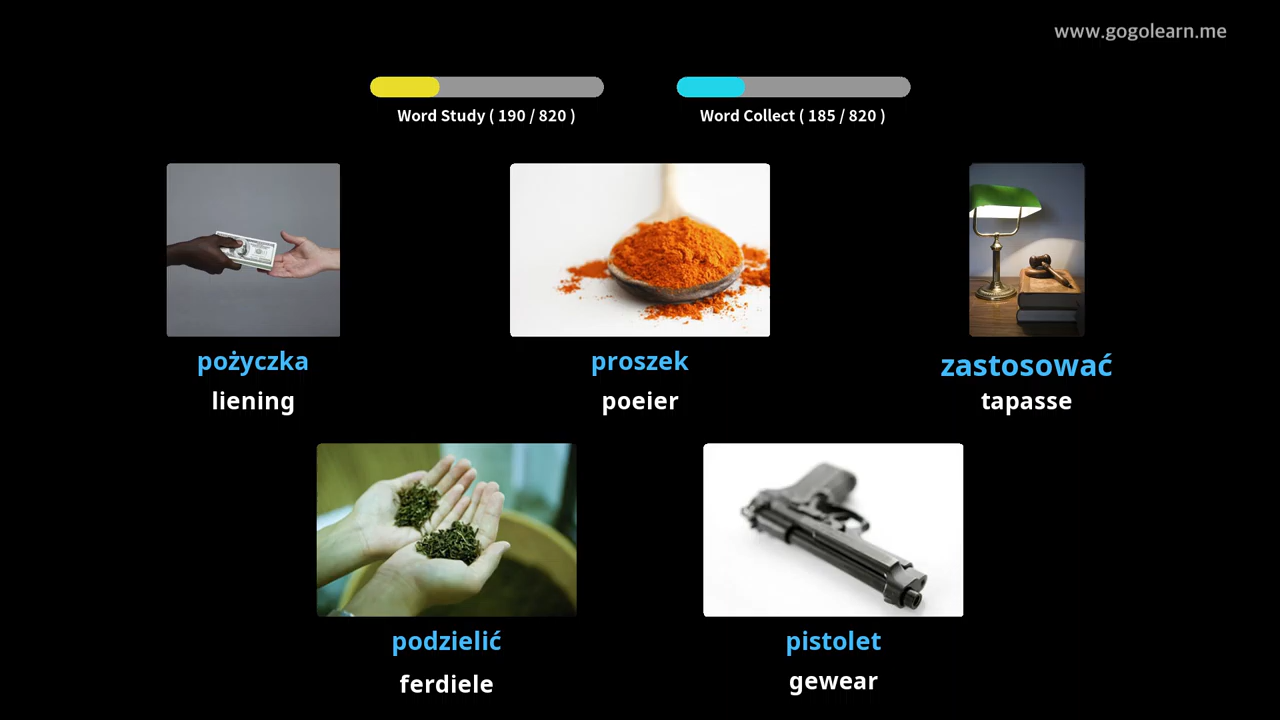 www.gogolearn.me
Word Study ( 190 / 820 )
Word Collect ( 185 / 820 )
pożyczka
liening
proszek
poeier
zastosować
tapasse
podzielić
ferdiele
pistolet
gewear